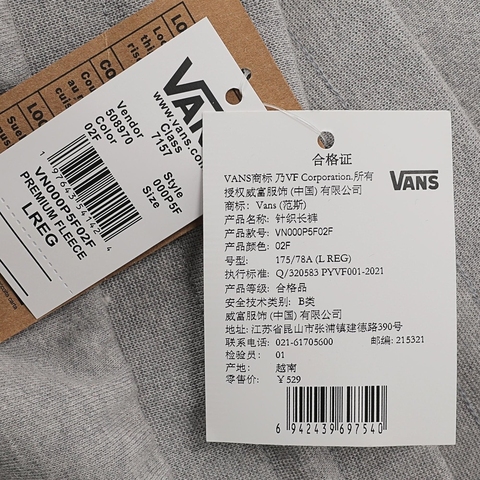 合格证
VANS商标 乃VF Corporation.所有
授权威富服饰 (中国) 有限公司
VANS
商标: Vans (范斯)
产品名称: 针织长裤
产品款号: VN000P5F02F
产品颜色: 02F
号型: 175/78A (L REG)
执行标准: Q/320583 PYVF001-2021
产品等级: 合格品
安全技术类别: B类
威富服饰 (中国) 有限公司
地址: 江苏省昆山市张浦镇建德路390号
联系电话: 021-61705600 邮编: 215321
检验员: 01
产地: 越南
零售价: ￥529
6 942439 697540
www.vans.
Vendor
508970
Color
02F
Class
7157
Style
000P5F
Size
VN000P5F02F
PREMIUM FLEECE
LREG